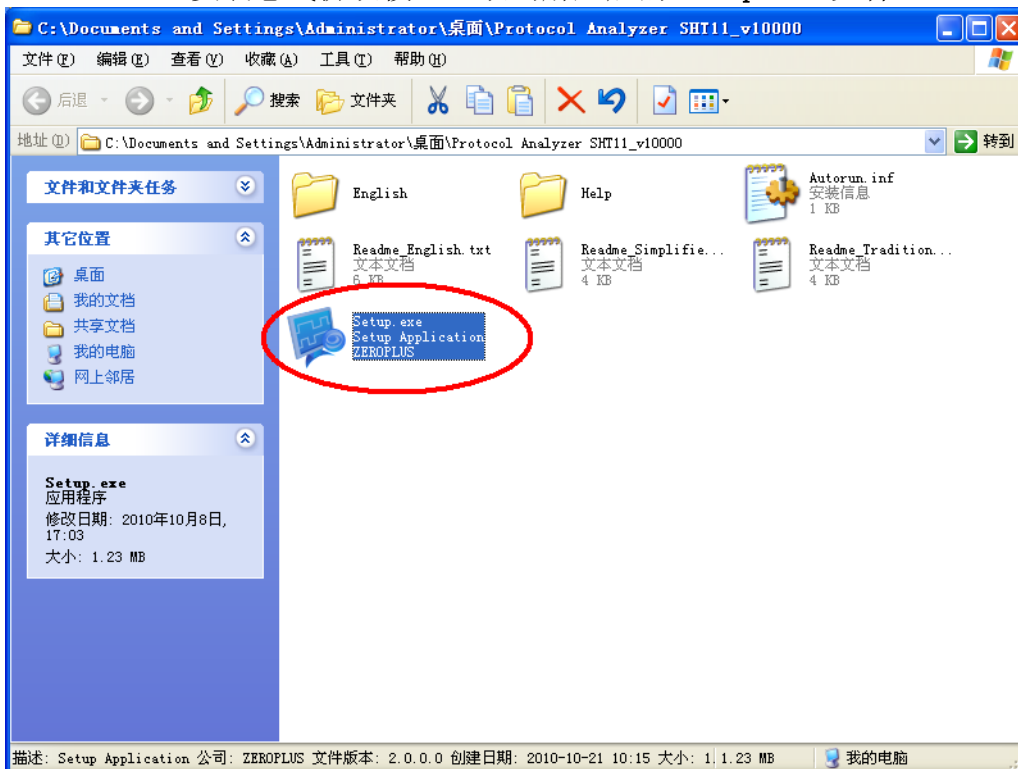 C:\Documents and Settings\Administrator\桌面\Protocol Analyzer SHT11_v10000
文件(F) 编辑(E) 查看(V) 收藏(A) 工具(T) 帮助(H)
后退 搜索 文件夹
地址(D) C:\Documents and Settings\Administrator\桌面\Protocol Analyzer SHT11_v10000 转到
文件和文件夹任务
其它位置
桌面
我的文档
共享文档
我的电脑
网上邻居
详细信息
Setup.exe
应用程序
修改日期: 2010年10月8日,
17:03
大小: 1.23 MB
English
Help
Autorun.inf
安装信息
1 KB
Readme_English.txt
文本文档
6 KB
Readme_Simplifie...
文本文档
4 KB
Readme_Tradition...
文本文档
4 KB
Setup.exe
Setup Application
ZEROPLUS
描述: Setup Application 公司: ZEROPLUS 文件版本: 2.0.0.0 创建日期: 2010-10-21 10:15 大小: 1 1.23 MB 我的电脑